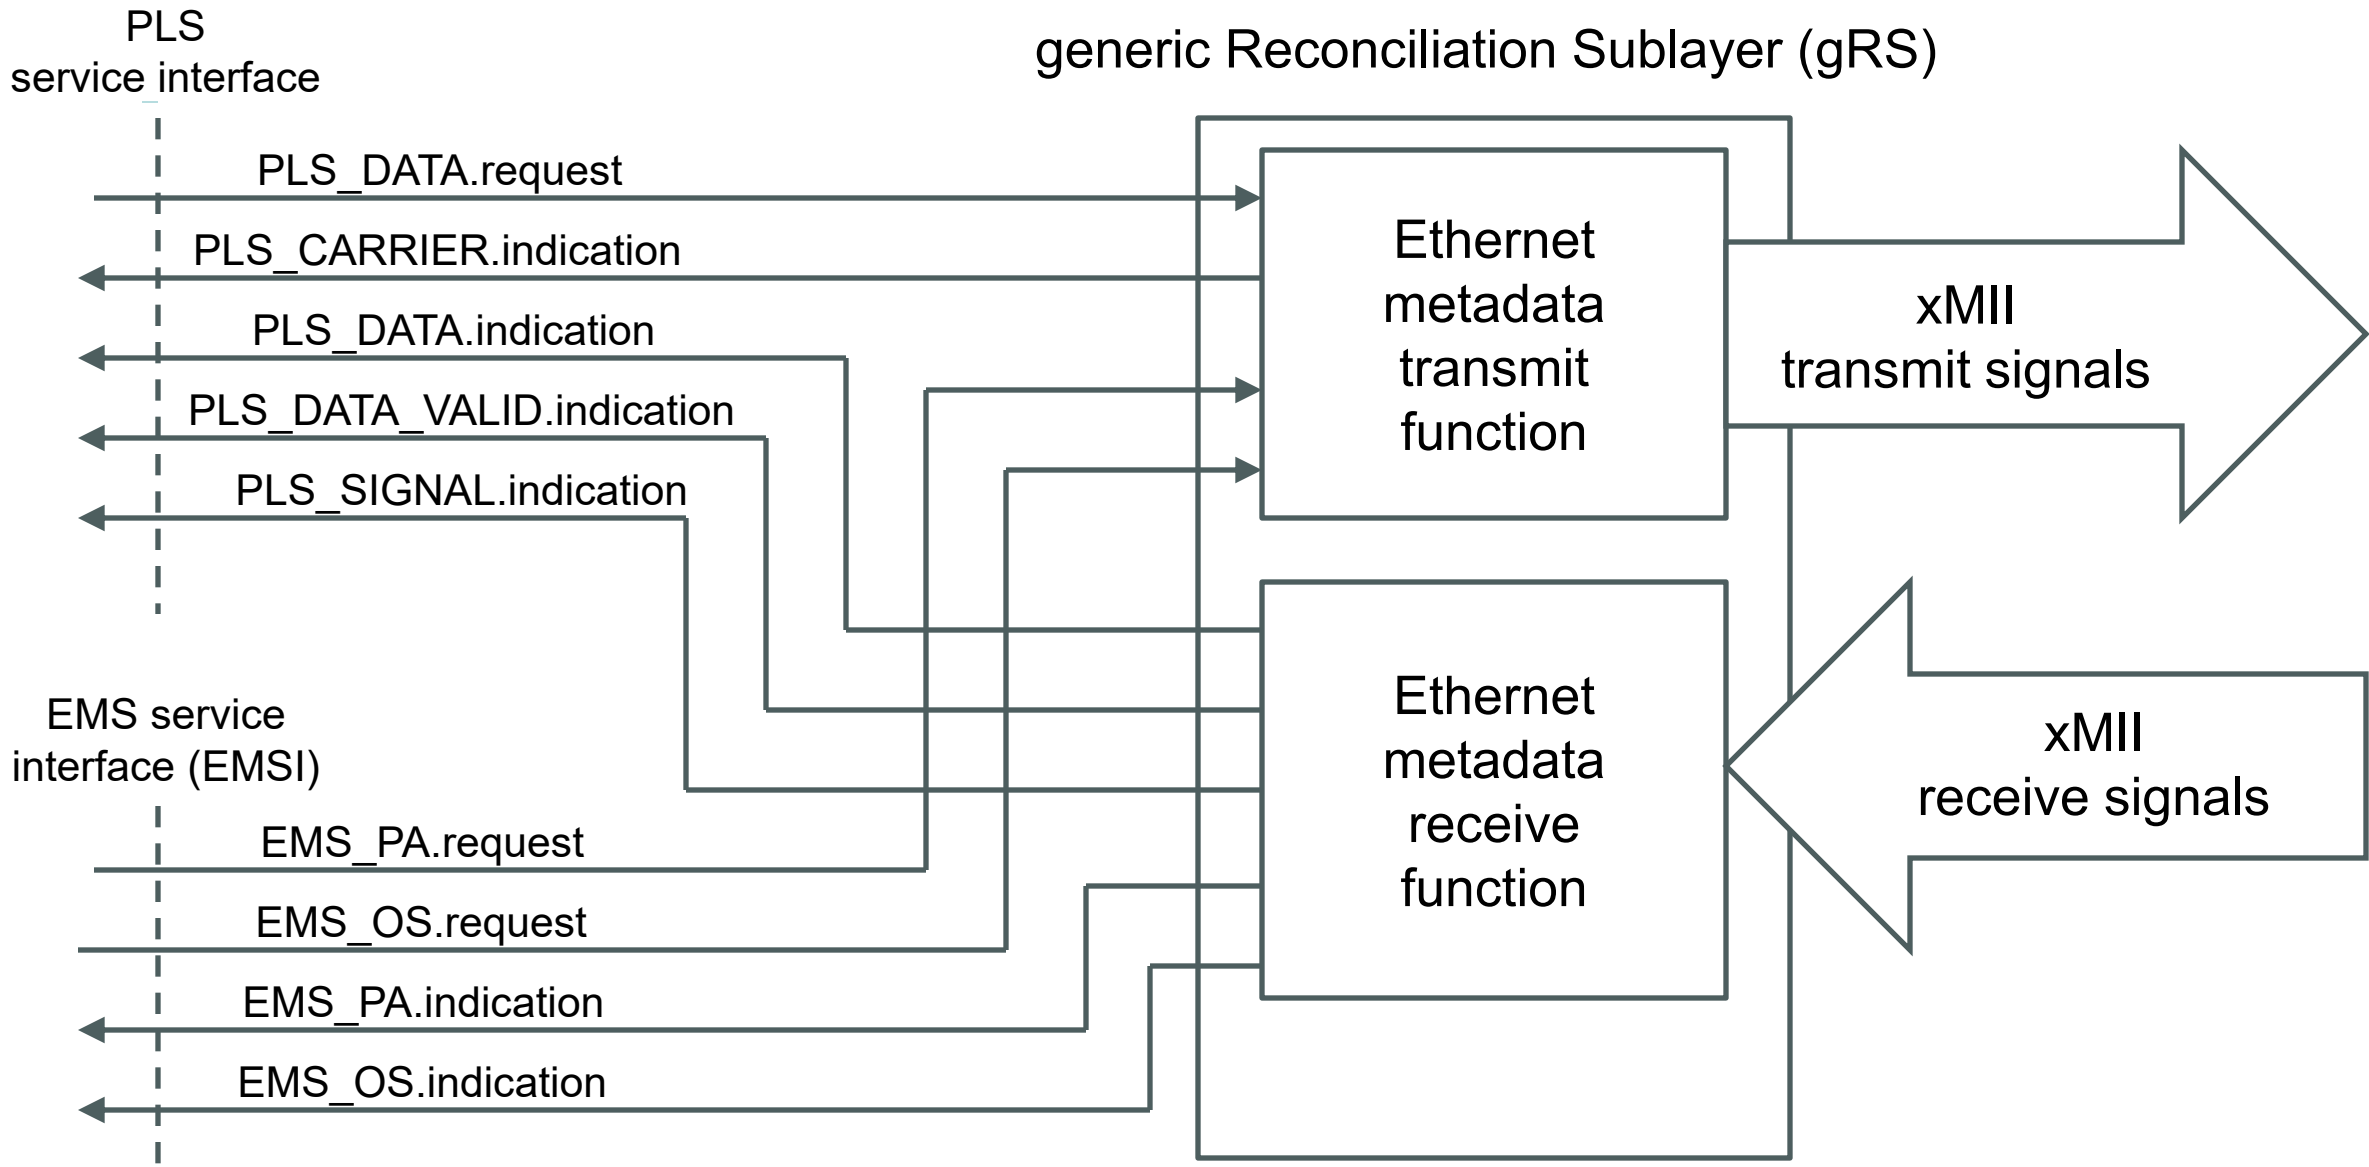 PLS
service interface
generic Reconciliation Sublayer (gRS)
PLS_DATA.request
PLS_CARRIER.indication
PLS_DATA.indication
PLS_DATA_VALID.indication
PLS_SIGNAL.indication
Ethernet
metadata
transmit
function
xMII
transmit signals
EMS service
interface (EMSI)
EMS_PA.request
EMS_OS.request
EMS_PA.indication
EMS_OS.indication
Ethernet
metadata
receive
function
xMII
receive signals